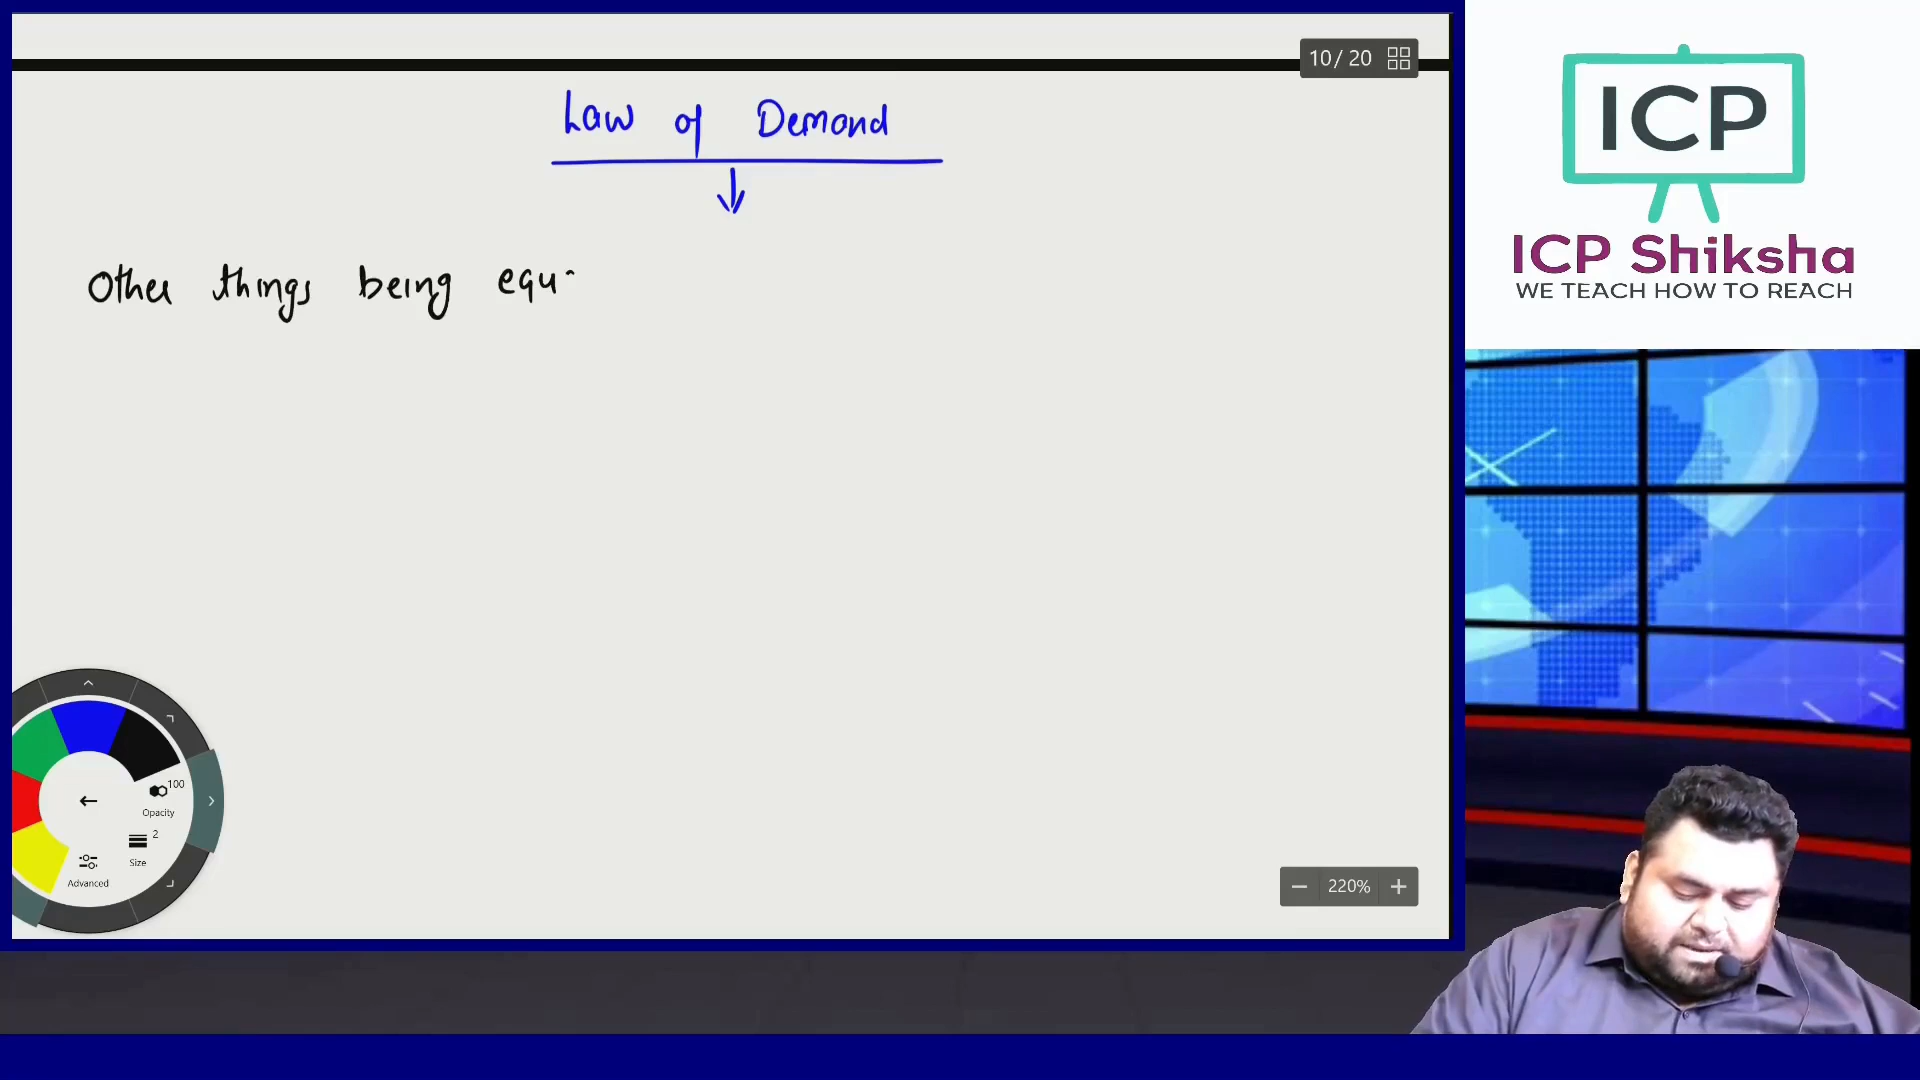 10/ 20
Law of Demand
Other things being equ
100
Opacity
2
Size
Advanced
220%
ICP
ICP Shiksha
WE TEACH HOW TO REACH